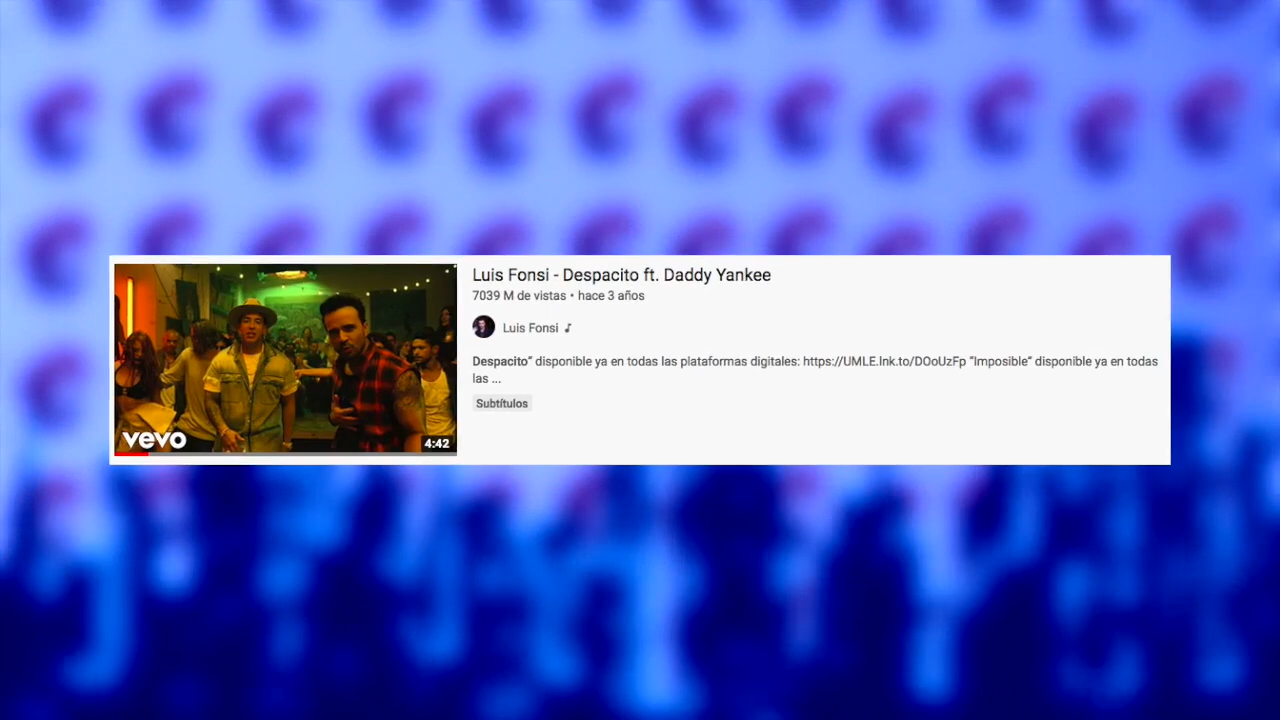 Luis Fonsi - Despacito ft. Daddy Yankee
7039 M de vistas • hace 3 años
Luis Fonsi
Despacito” disponible ya en todas las plataformas digitales: https://UMLE.lnk.to/DOoUzFp “Imposible” disponible ya en todas
las ...
Subtítulos
vevo
4:42